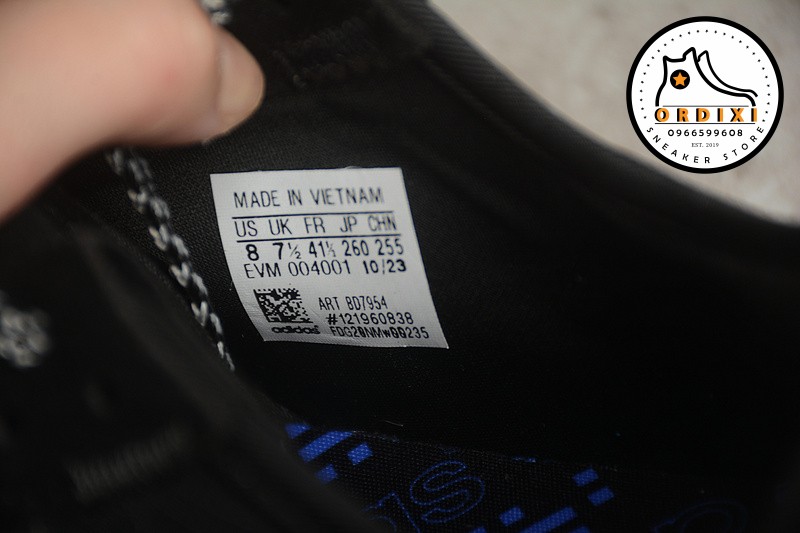 MADE IN VIETNAM
US UK FR JP CHN
8 7½ 41⅓ 260 255
EVM 004001 10/23
ART BD7954
#121960838
adidas
ORDIXI
0966599608
EST. 2019
SNEAKER STORE